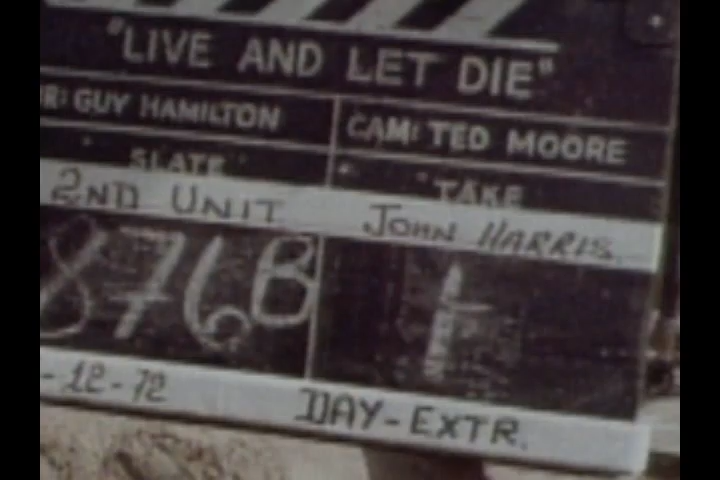 "LIVE AND LET DIE"
R: GUY HAMILTON
CAM: TED MOORE
SLATE
TAKE
2ND UNIT JOHN HARRIS
876B
1
-12-72
DAY-EXTR.